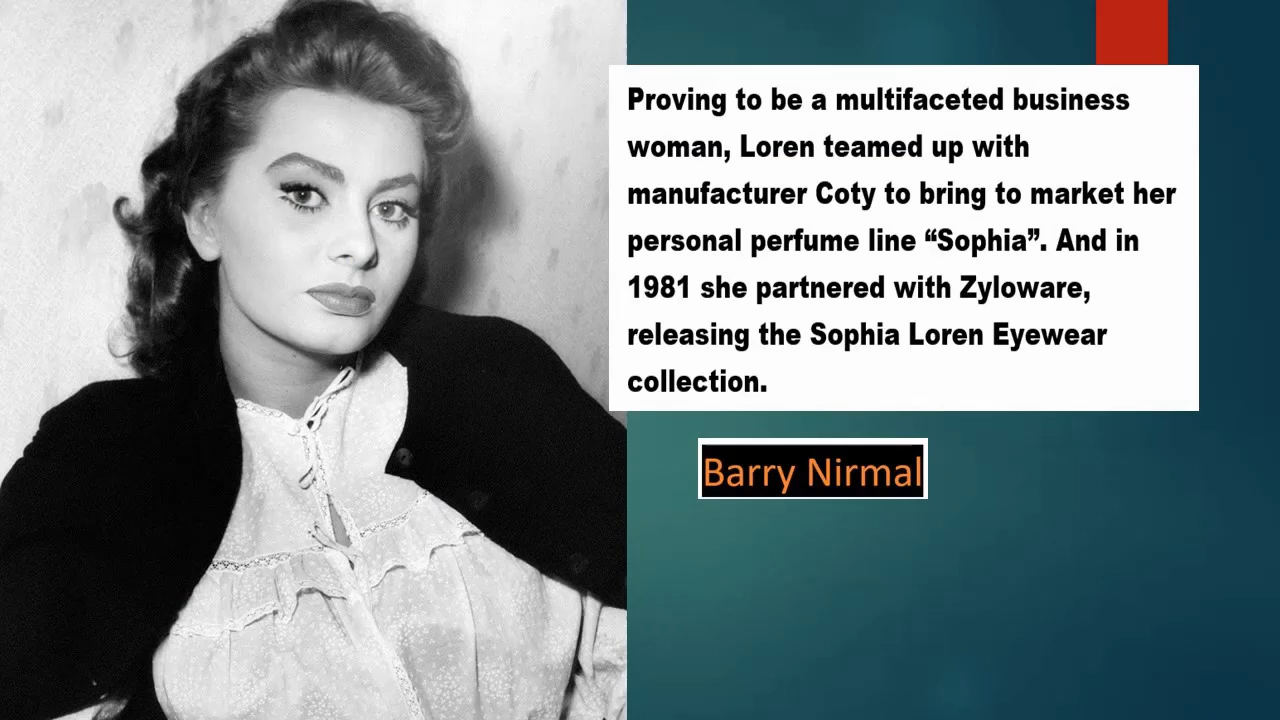 Proving to be a multifaceted business
woman, Loren teamed up with
manufacturer Coty to bring to market her
personal perfume line “Sophia”. And in
1981 she partnered with Zyloware,
releasing the Sophia Loren Eyewear
collection.
Barry Nirmal